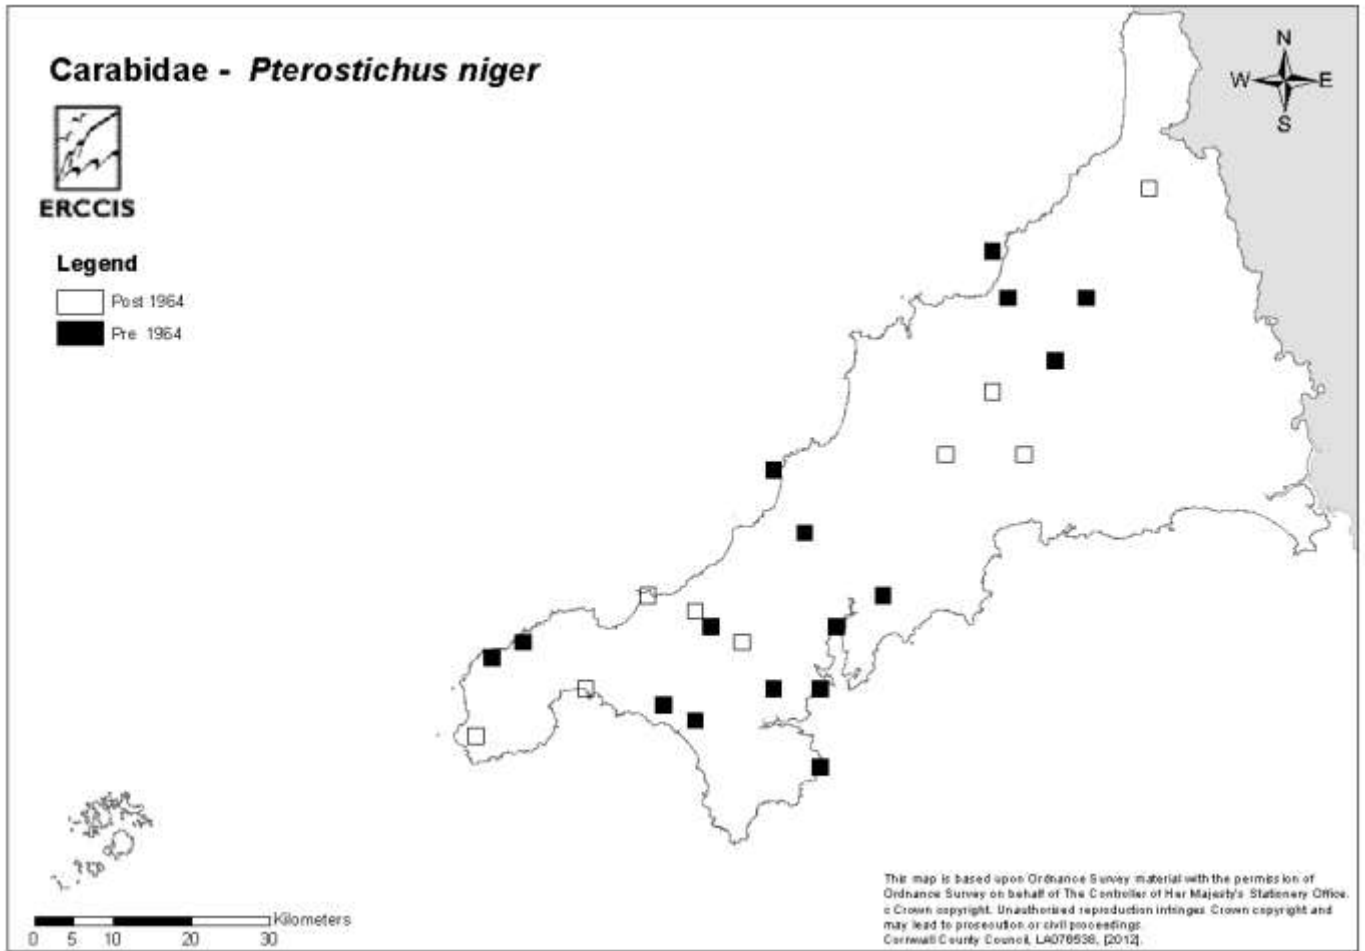 Carabidae - Pterostichus niger
N
W E
S
ERCCIS
Legend
Post 1964
Pre 1964
Kilometers
0 5 10 20 30
This map is based upon Ordnance Survey material with the permission of
Ordnance Survey on behalf of The Controller of Her Majesty's Stationery Office.
c Crown copyright. Unauthorised reproduction infringes Crown copyright and
may lead to prosecution or civil proceedings.
Cornwall County Council, LA076538, [2012].